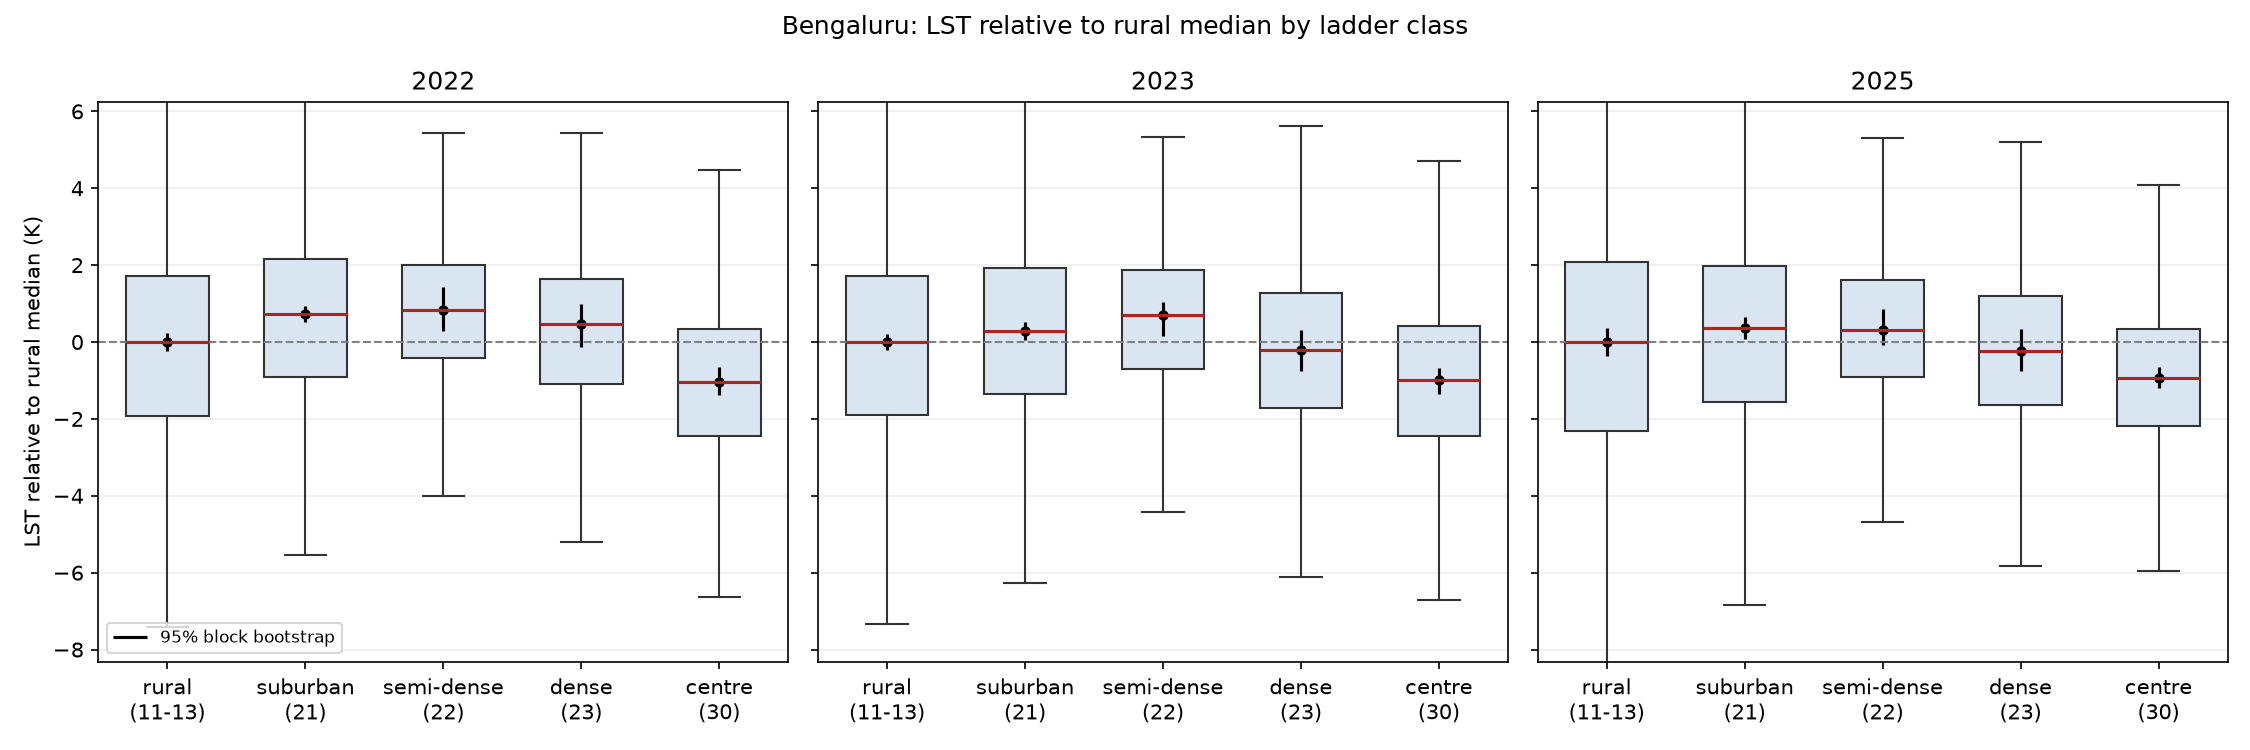 Bengaluru: LST relative to rural median by ladder class
2022
2023
2025
LST relative to rural median (K)
6
4
2
0
−2
−4
−6
−8
95% block bootstrap
rural
(11-13)
suburban
(21)
semi-dense
(22)
dense
(23)
centre
(30)
rural
(11-13)
suburban
(21)
semi-dense
(22)
dense
(23)
centre
(30)
rural
(11-13)
suburban
(21)
semi-dense
(22)
dense
(23)
centre
(30)